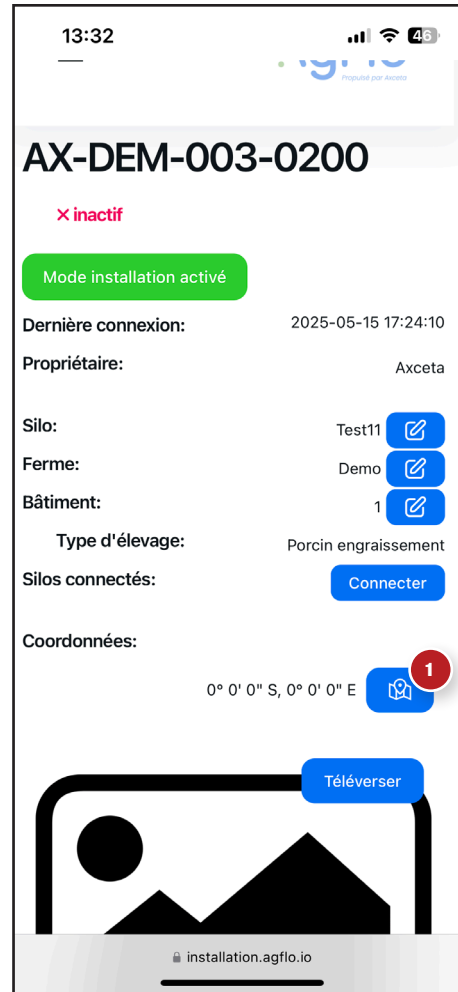 13:32
46
AgFlo
Propulsé par Axceta
AX-DEM-003-0200
× inactif
Mode installation activé
Dernière connexion: 2025-05-15 17:24:10
Propriétaire: Axceta
Silo: Test11
Ferme: Demo
Bâtiment: 1
Type d'élevage: Porcin engraissement
Silos connectés: Connecter
Coordonnées:
1
0° 0' 0" S, 0° 0' 0" E
Téléverser
installation.agflo.io